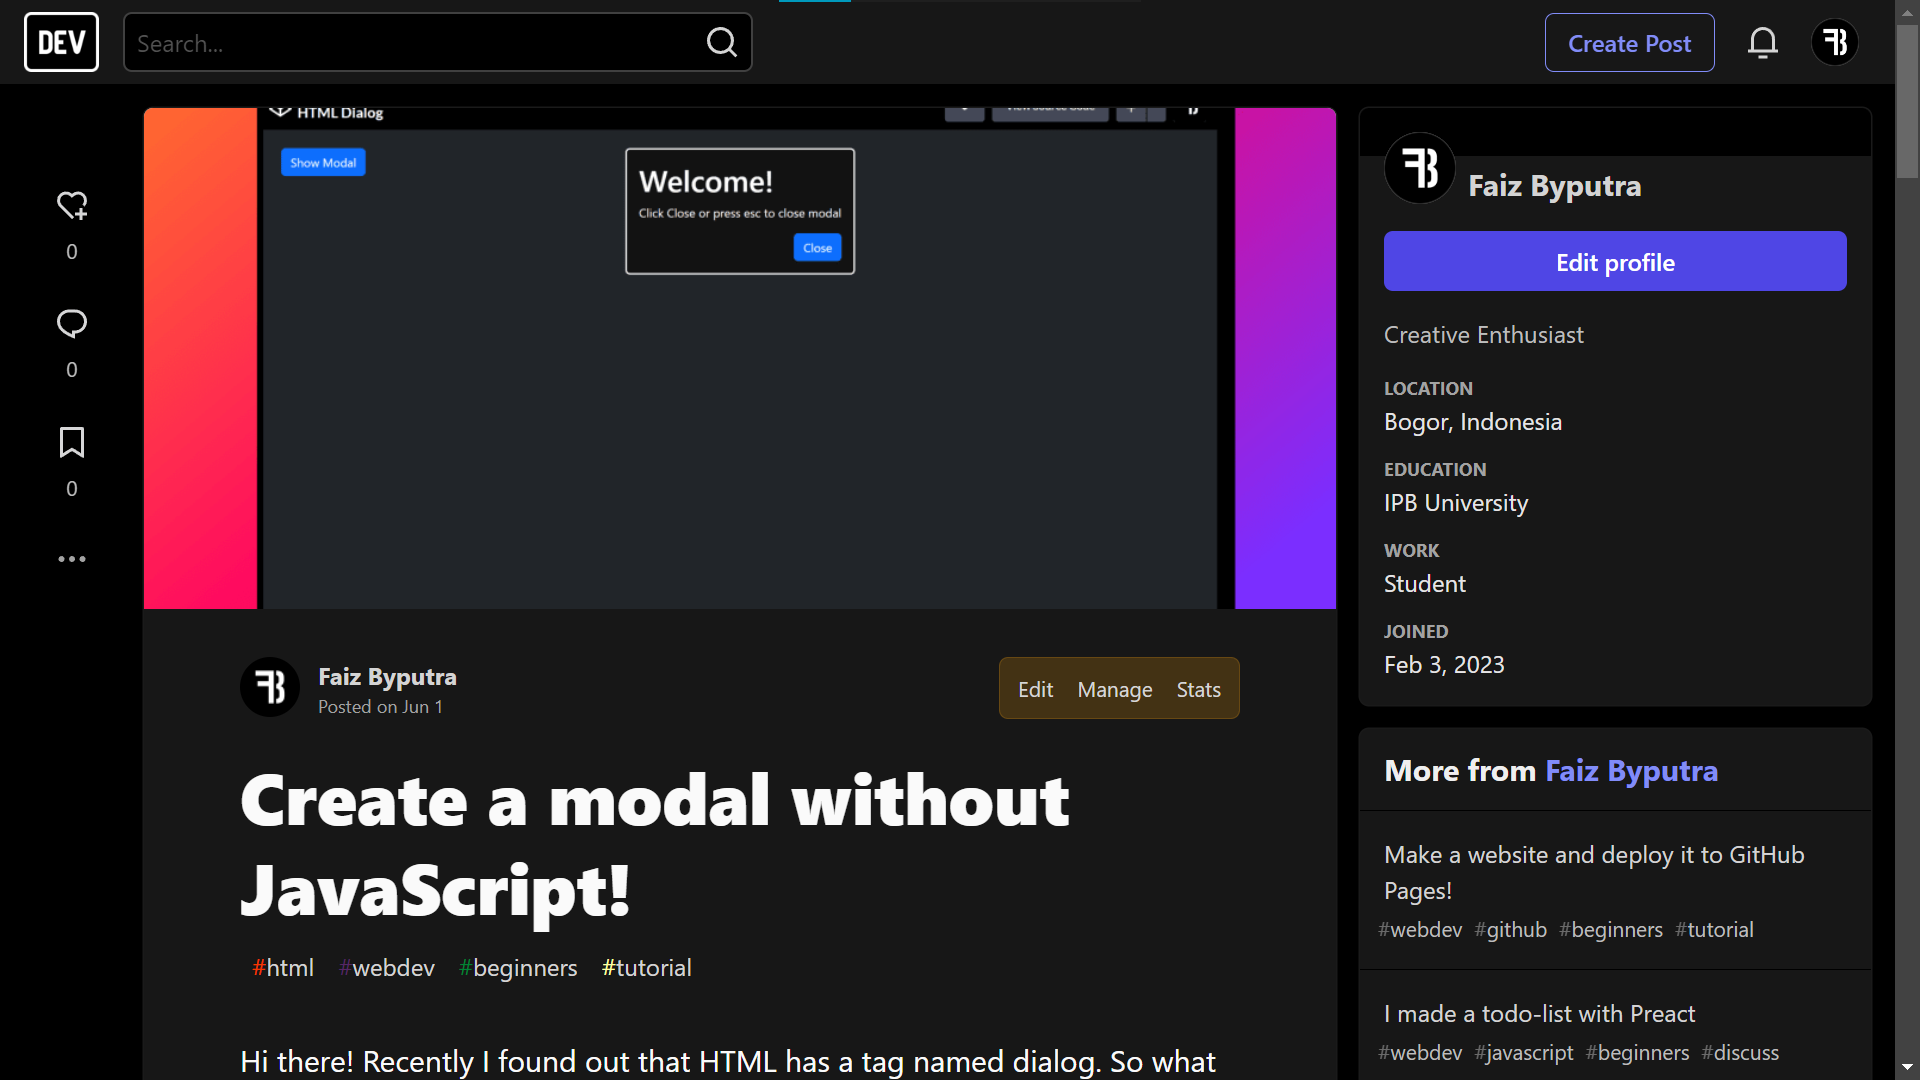 DEV
Search...
Create Post
HTML Dialog
View Source Code
Show Modal
Welcome!
Click Close or press esc to close modal
Close
0
0
0
Faiz Byputra
Posted on Jun 1
Edit
Manage
Stats
Create a modal without
JavaScript!
#html #webdev #beginners #tutorial
Hi there! Recently I found out that HTML has a tag named dialog. So what
Faiz Byputra
Edit profile
Creative Enthusiast
LOCATION
Bogor, Indonesia
EDUCATION
IPB University
WORK
Student
JOINED
Feb 3, 2023
More from Faiz Byputra
Make a website and deploy it to GitHub
Pages!
#webdev #github #beginners #tutorial
I made a todo-list with Preact
#webdev #javascript #beginners #discuss